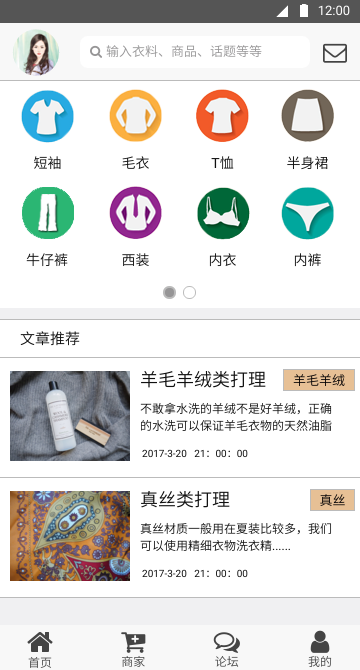 12:00
输入衣料、商品、话题等等
短袖 毛衣 T恤 半身裙
牛仔裤 西装 内衣 内裤
文章推荐
羊毛羊绒类打理 羊毛羊绒
不敢拿水洗的羊绒不是好羊绒，正确
的水洗可以保证羊毛衣物的天然油脂
2017-3-20 21：00：00
真丝类打理 真丝
真丝材质一般用在夏装比较多，我们
可以使用精细衣物洗衣精......
2017-3-20 21：00：00
首页 商家 论坛 我的